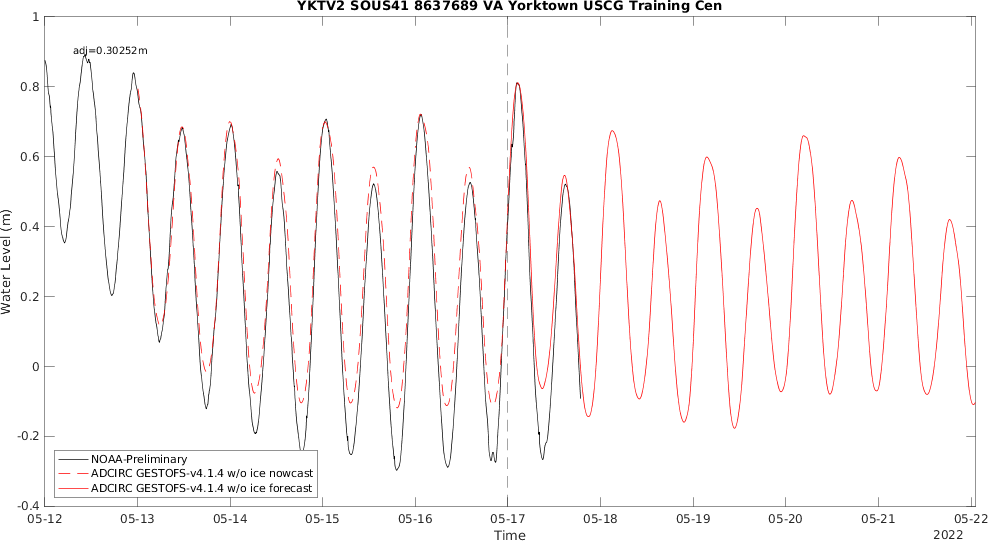 YKTV2 SOUS41 8637689 VA Yorktown USCG Training Cen
adj=0.30252m
1
0.8
0.6
0.4
0.2
0
-0.2
-0.4
Water Level (m)
NOAA-Preliminary
ADCIRC GESTOFS-v4.1.4 w/o ice nowcast
ADCIRC GESTOFS-v4.1.4 w/o ice forecast
05-12 05-13 05-14 05-15 05-16 05-17 05-18 05-19 05-20 05-21 05-22
Time
2022